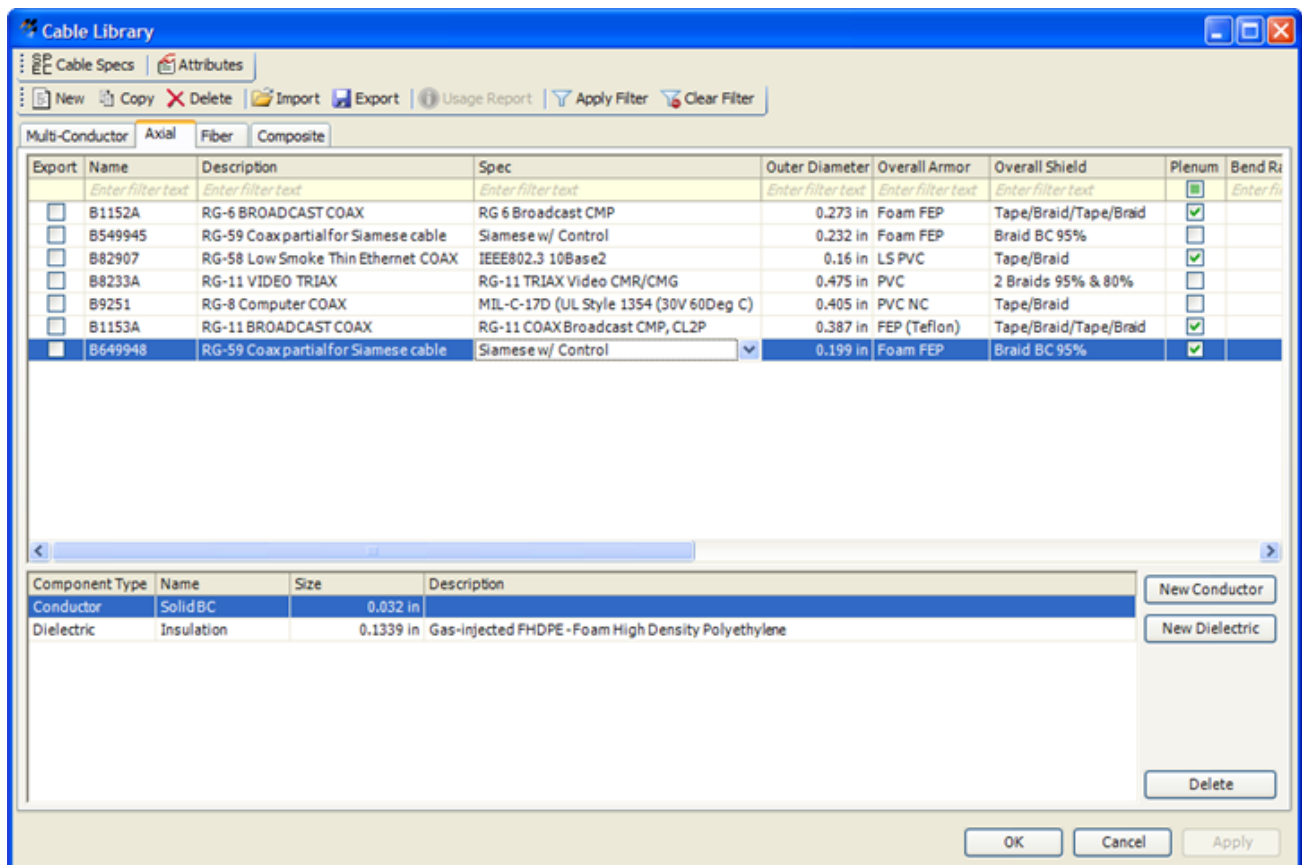 Cable Library
Cable Specs Attributes
New Copy Delete Import Export Usage Report Apply Filter Clear Filter
Multi-Conductor Axial Fiber Composite
Export Name Description Spec Outer Diameter Overall Armor Overall Shield Plenum Bend Ra
Enter filter text Enter filter text Enter filter text Enter filter text Enter filter text Enter filter text Enter fil
B1152A RG-6 BROADCAST COAX RG 6 Broadcast CMP 0.273 in Foam FEP Tape/Braid/Tape/Braid
B549945 RG-59 Coax partial for Siamese cable Siamese w/ Control 0.232 in Foam FEP Braid BC 95%
B82907 RG-58 Low Smoke Thin Ethernet COAX IEEE802.3 10Base2 0.16 in LS PVC Tape/Braid
B8233A RG-11 VIDEO TRIAX RG-11 TRIAX Video CMR/CMG 0.475 in PVC 2 Braids 95% & 80%
B9251 RG-8 Computer COAX MIL-C-17D (UL Style 1354 (30V 60Deg C) 0.405 in PVC NC Tape/Braid
B1153A RG-11 BROADCAST COAX RG-11 COAX Broadcast CMP, CL2P 0.387 in FEP (Teflon) Tape/Braid/Tape/Braid
B649948 RG-59 Coax partial for Siamese cable Siamese w/ Control 0.199 in Foam FEP Braid BC 95%
Component Type Name Size Description
Conductor Solid BC 0.032 in
Dielectric Insulation 0.1339 in Gas-injected FHDPE - Foam High Density Polyethylene
New Conductor
New Dielectric
Delete
OK Cancel Apply